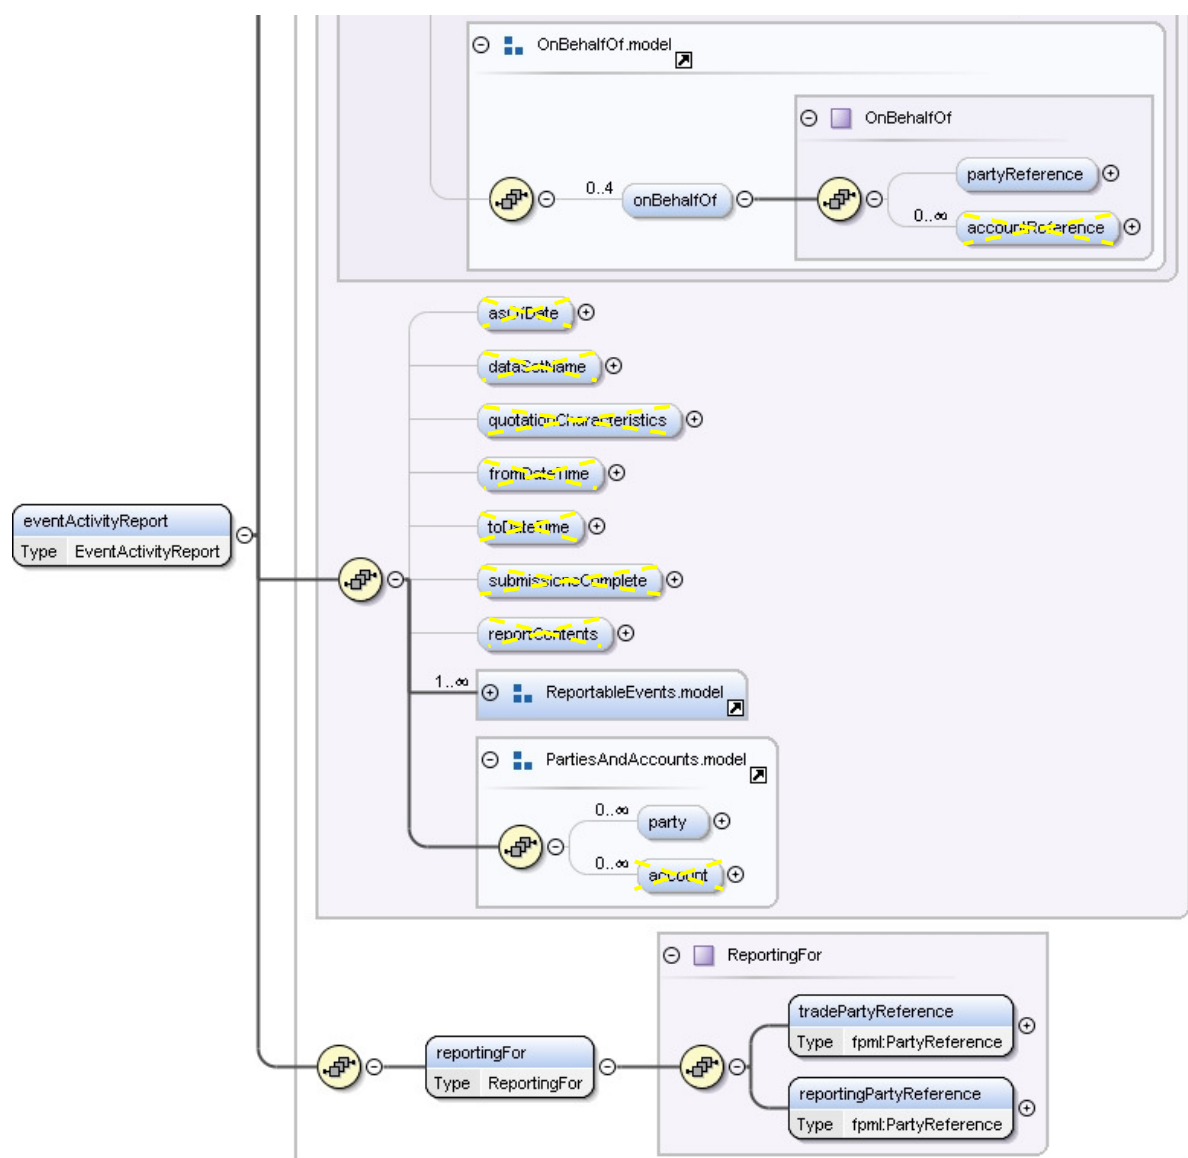 OnBehalfOf.model
OnBehalfOf
partyReference
0..4
onBehalfOf
0..∞
accountReference
asOfDate
dataSetName
quotationCharacteristics
fromDateTime
eventActivityReport
Type EventActivityReport
toDateTime
submissionsComplete
reportContents
1..∞
ReportableEvents.model
PartiesAndAccounts.model
0..∞
party
0..∞
account
ReportingFor
tradePartyReference
Type fpml:PartyReference
reportingFor
Type ReportingFor
reportingPartyReference
Type fpml:PartyReference